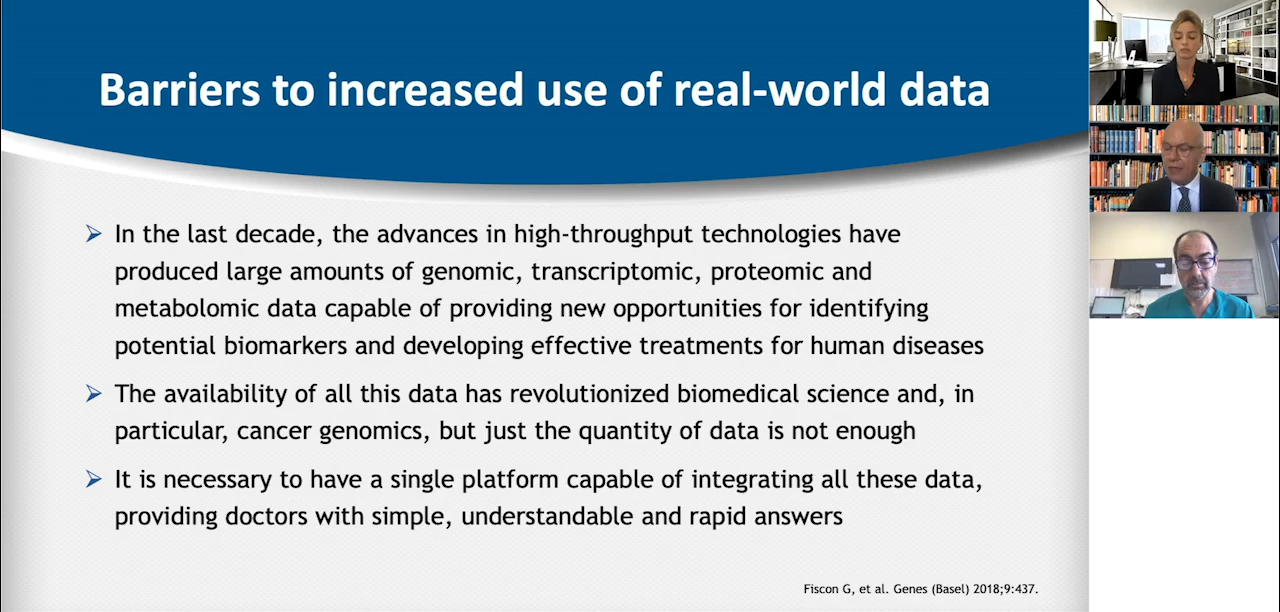 Barriers to increased use of real-world data
In the last decade, the advances in high-throughput technologies have
produced large amounts of genomic, transcriptomic, proteomic and
metabolomic data capable of providing new opportunities for identifying
potential biomarkers and developing effective treatments for human diseases
The availability of all this data has revolutionized biomedical science and, in
particular, cancer genomics, but just the quantity of data is not enough
It is necessary to have a single platform capable of integrating all these data,
providing doctors with simple, understandable and rapid answers
Fiscon G, et al. Genes (Basel) 2018;9:437.